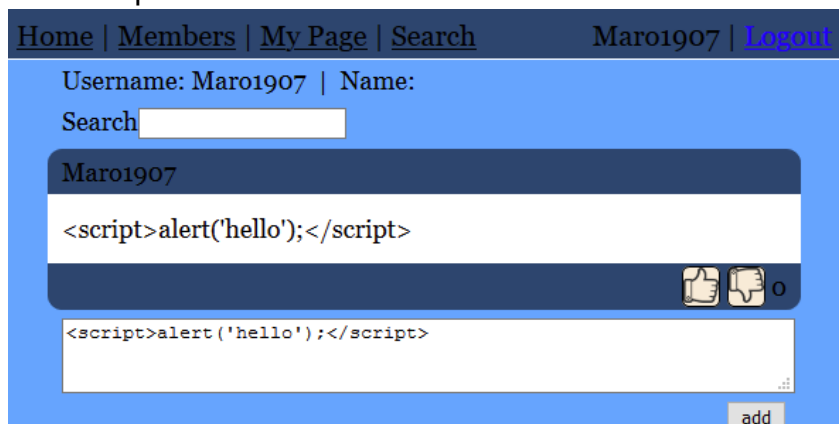 Home | Members | My Page | Search Maro1907 | Logout
Username: Maro1907 | Name:
Search
Maro1907
<script>alert('hello');</script>
0
<script>alert('hello');</script>
add